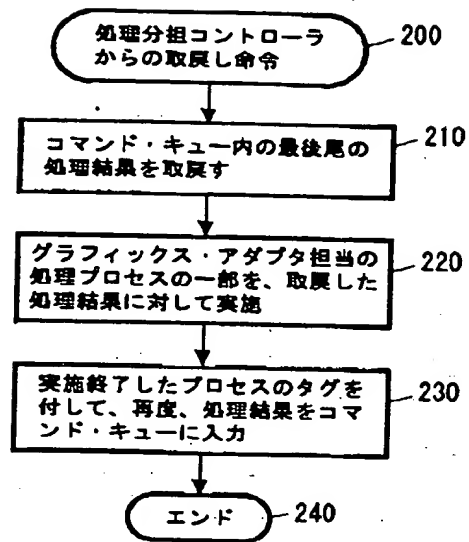 処理分担コントローラ
からの取戻し命令
200
コマンド・キュー内の最後尾の
処理結果を取戻す
210
グラフィックス・アダプタ担当の
処理プロセスの一部を、取戻した
処理結果に対して実施
220
実施終了したプロセスのタグを
付して、再度、処理結果をコマ
ンド・キューに入力
230
エンド
240